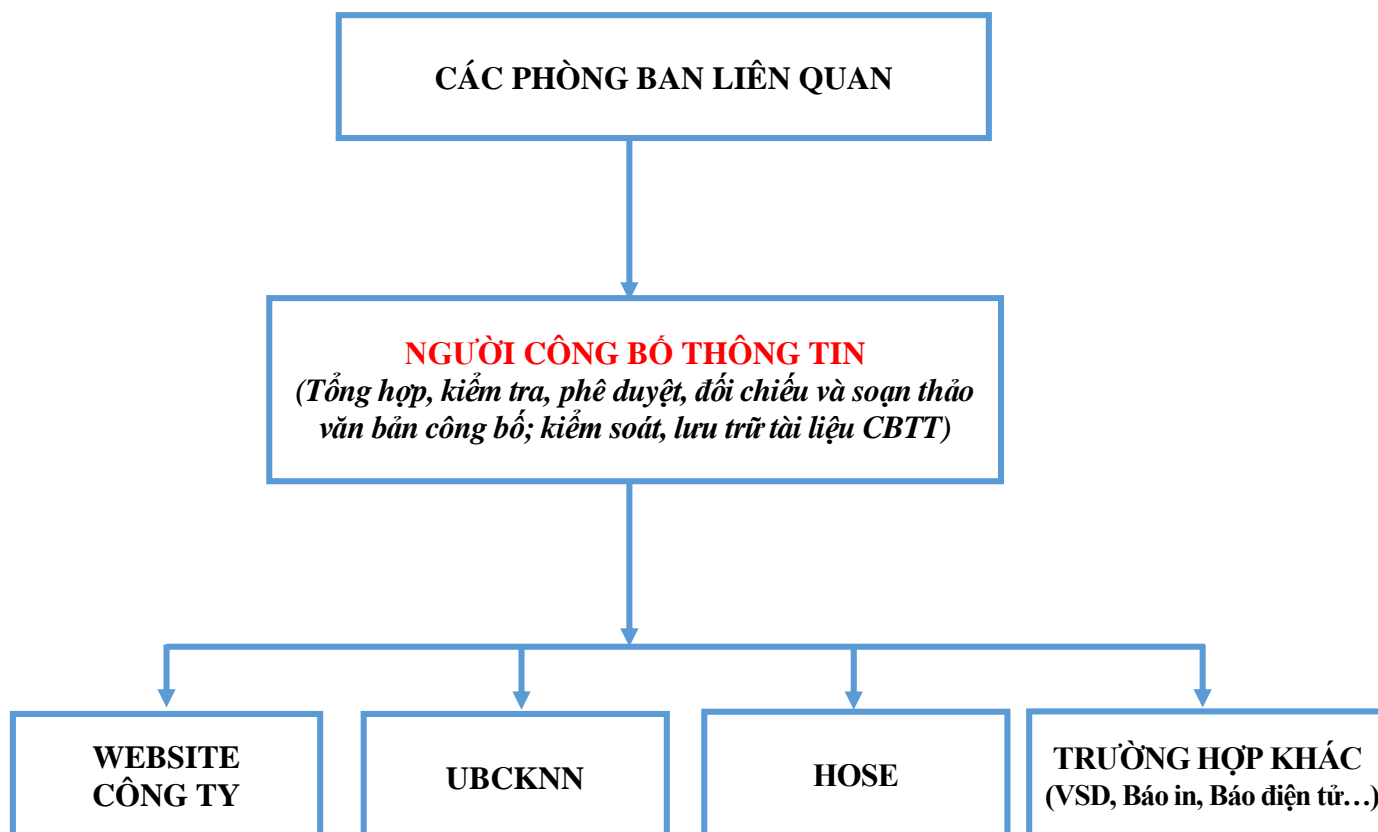 CÁC PHÒNG BAN LIÊN QUAN
NGƯỜI CÔNG BỐ THÔNG TIN
(Tổng hợp, kiểm tra, phê duyệt, đối chiếu và soạn thảo
văn bản công bố; kiểm soát, lưu trữ tài liệu CBTT)
WEBSITE
CÔNG TY
UBCKNN
HOSE
TRƯỜNG HỢP KHÁC
(VSD, Báo in, Báo điện tử…)